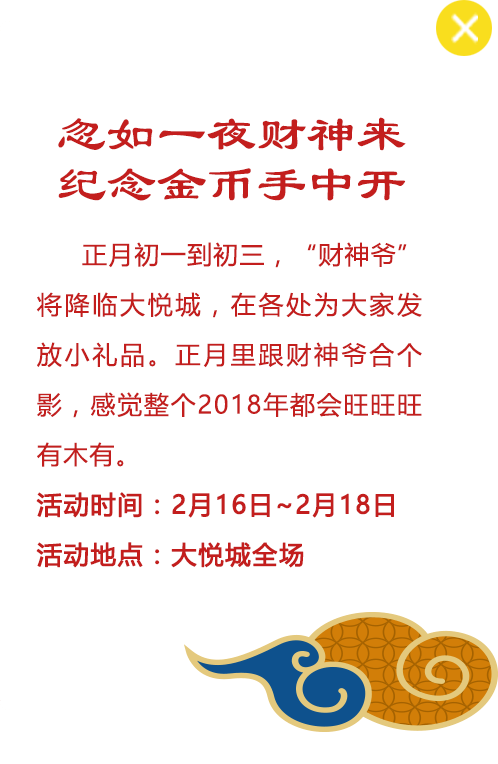 忽如一夜财神来
纪念金币手中开
正月初一到初三，“财神爷”
将降临大悦城，在各处为大家发
放小礼品。正月里跟财神爷合个
影，感觉整个2018年都会旺旺旺
有木有。
活动时间：2月16日~2月18日
活动地点：大悦城全场